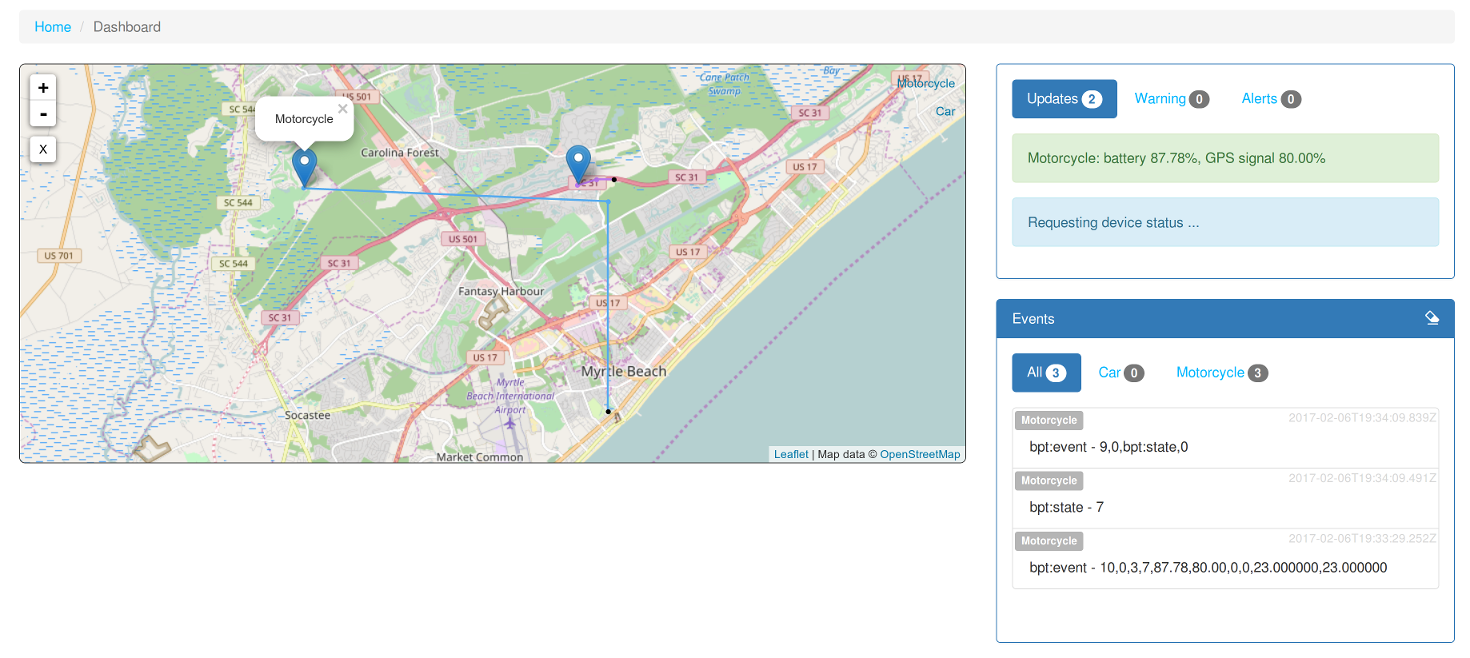 Home / Dashboard
+
-
X
Motorcycle
×
Motorcycle
Car
US 17
Bay
Cane Patch
Swamp
US 501
SC 544
SC 31
Carolina Forest
US 17
SC 31
SC 31
SC 544
US 501
US 701
SC 544
SC 31
US 17
Fantasy Harbour
US 17
SC 31
US 17
Myrtle Beach
Myrtle
Beach International
Airport
Socastee
Market Common
Leaflet | Map data © OpenStreetMap
Updates 2 Warning 0 Alerts 0
Motorcycle: battery 87.78%, GPS signal 80.00%
Requesting device status ...
Events
All 3 Car 0 Motorcycle 3
Motorcycle 2017-02-06T19:34:09.839Z
bpt:event - 9,0,bpt:state,0
Motorcycle 2017-02-06T19:34:09.491Z
bpt:state - 7
Motorcycle 2017-02-06T19:33:29.252Z
bpt:event - 10,0,3,7,87.78,80.00,0,0,23.000000,23.000000